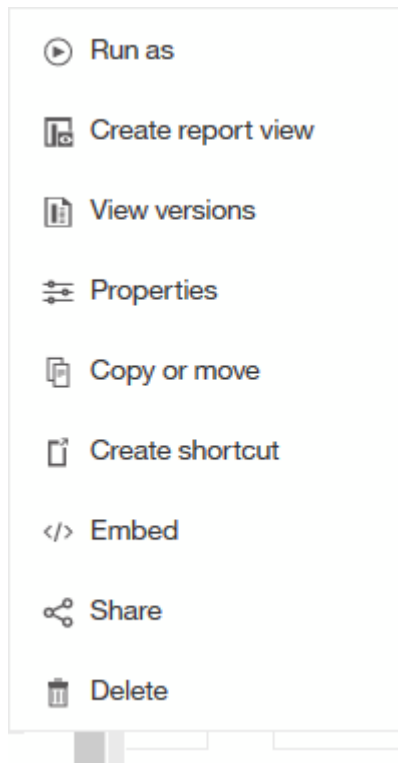 Run as
Create report view
View versions
Properties
Copy or move
Create shortcut
Embed
Share
Delete